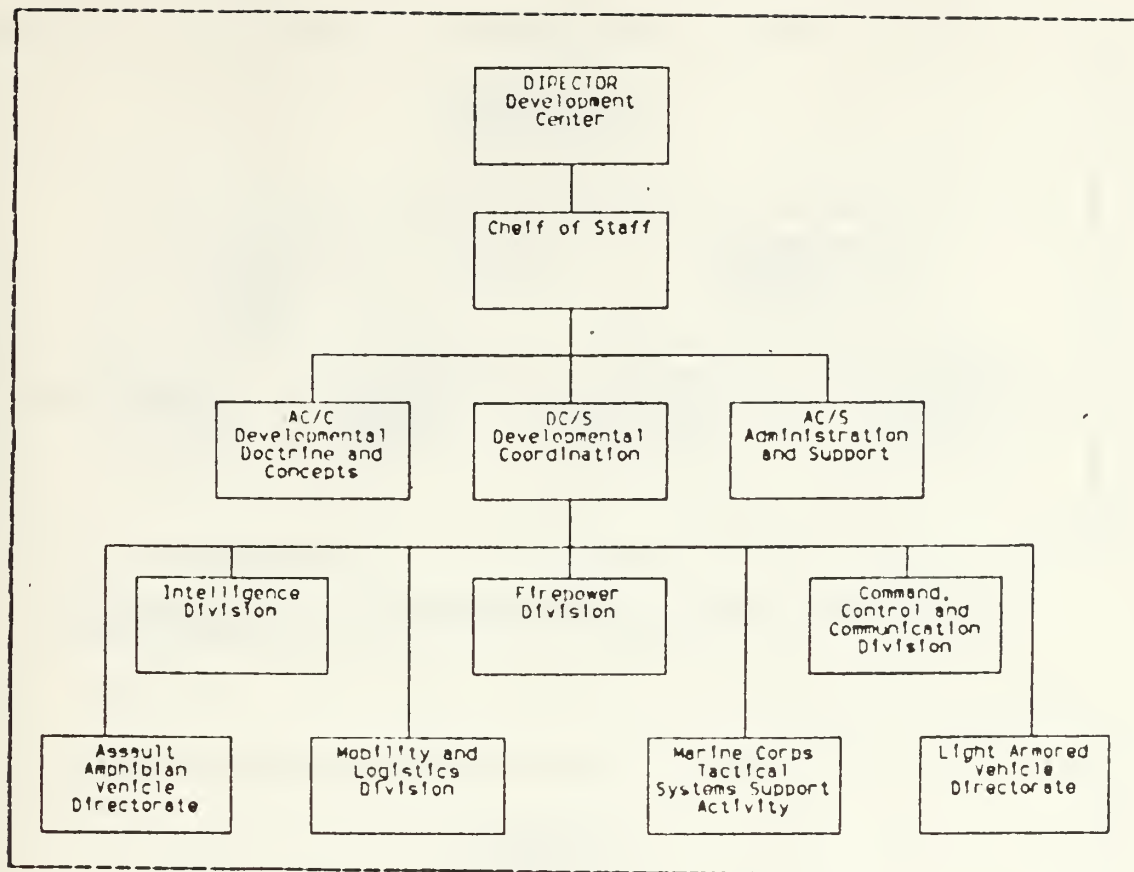 DIRECTOR
Development
Center
Cheif of Staff
AC/C
Developmental
Doctrine and
Concepts
DC/S
Developmental
Coordination
AC/S
Administration
and Support
Intelligence
Division
Firepower
Division
Command,
Control and
Communication
Division
Assault
Amphibian
Vehicle
Directorate
Mobility and
Logistics
Division
Marine Corps
Tactical
Systems Support
Activity
Light Armored
Vehicle
Directorate